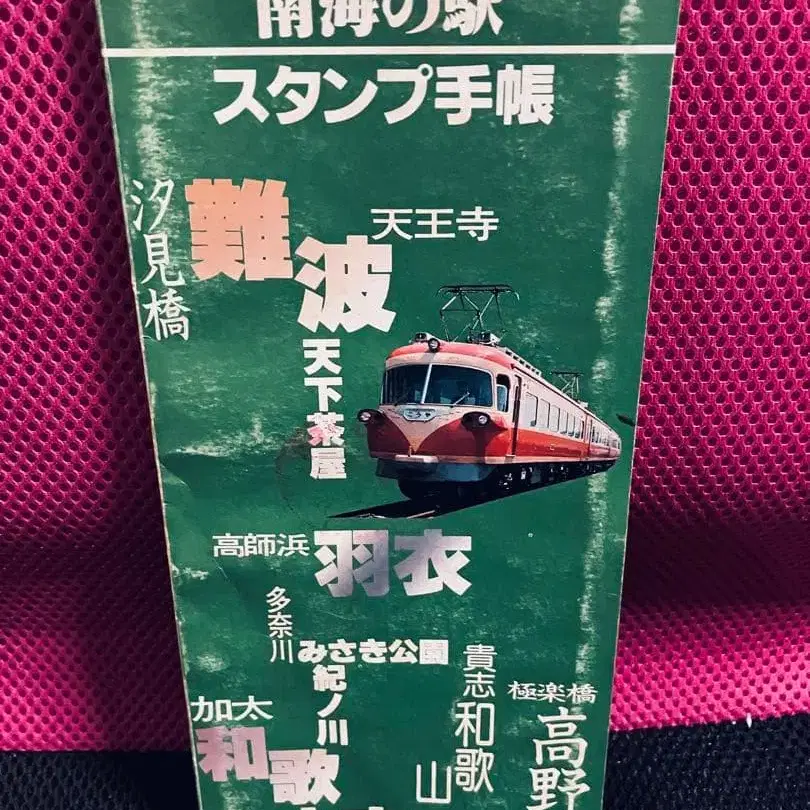 南海の駅
スタンプ手帳
汐見橋
難波
天王寺
天下茶屋
高師浜
羽衣
多奈川
みさき公園
紀ノ川
貴志
和歌
山
極楽橋
高野
加太
和歌